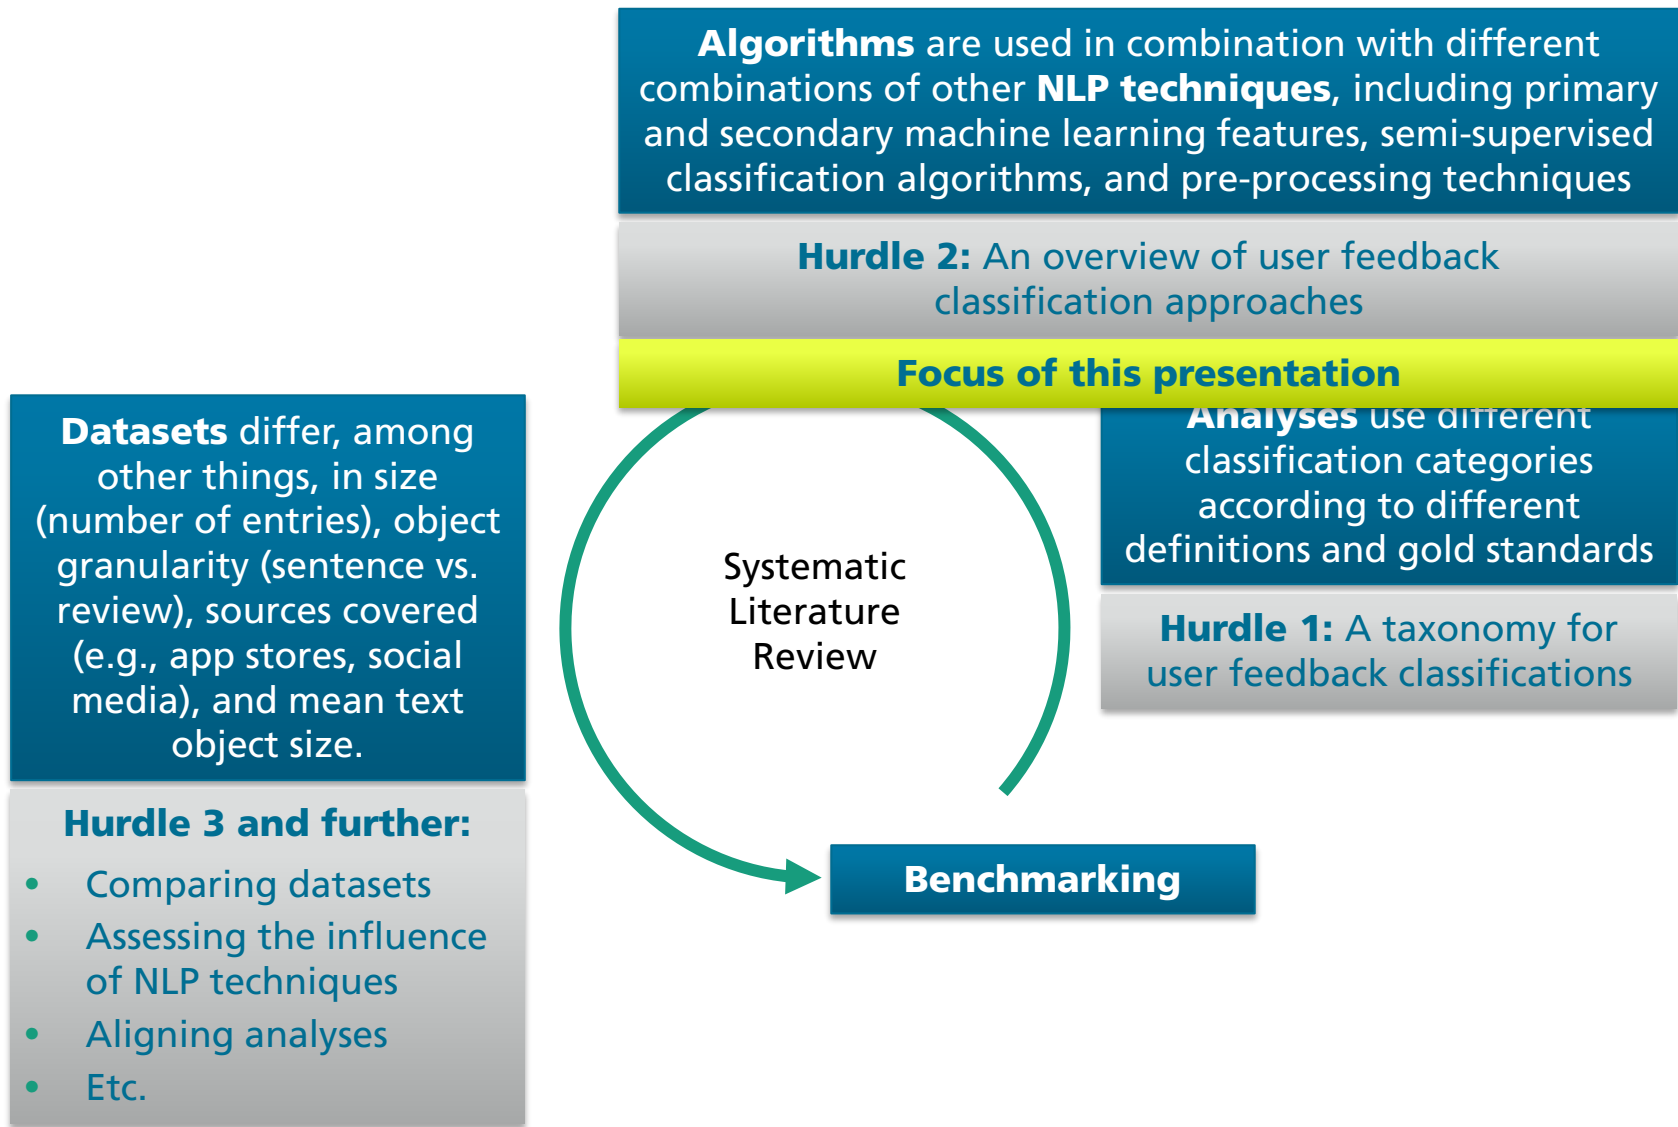 Algorithms are used in combination with different
combinations of other NLP techniques, including primary
and secondary machine learning features, semi-supervised
classification algorithms, and pre-processing techniques
Hurdle 2: An overview of user feedback
classification approaches
Focus of this presentation
Datasets differ, among
other things, in size
(number of entries), object
granularity (sentence vs.
review), sources covered
(e.g., app stores, social
media), and mean text
object size.
Hurdle 3 and further:
• Comparing datasets
• Assessing the influence
of NLP techniques
• Aligning analyses
• Etc.
Systematic
Literature
Review
Analyses use different
classification categories
according to different
definitions and gold standards
Hurdle 1: A taxonomy for
user feedback classifications
Benchmarking